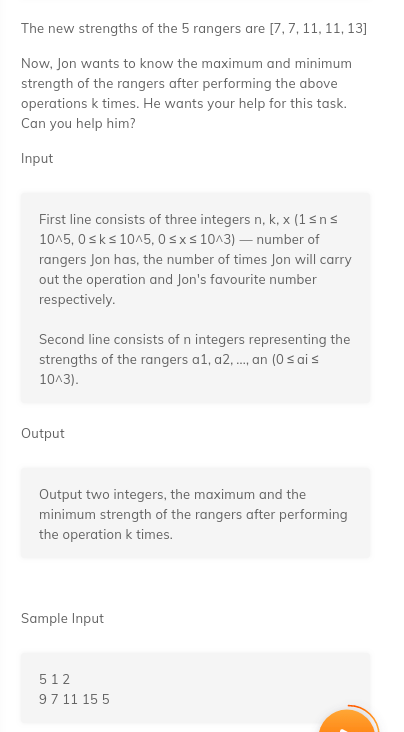 The new strengths of the 5 rangers are [7, 7, 11, 11, 13]
Now, Jon wants to know the maximum and minimum
strength of the rangers after performing the above
operations k times. He wants your help for this task.
Can you help him?
Input
First line consists of three integers n, k, x (1 ≤ n ≤
10^5, 0 ≤ k ≤ 10^5, 0 ≤ x ≤ 10^3) — number of
rangers Jon has, the number of times Jon will carry
out the operation and Jon's favourite number
respectively.
Second line consists of n integers representing the
strengths of the rangers a1, a2, ..., an (0 ≤ ai ≤
10^3).
Output
Output two integers, the maximum and the
minimum strength of the rangers after performing
the operation k times.
Sample Input
5 1 2
9 7 11 15 5